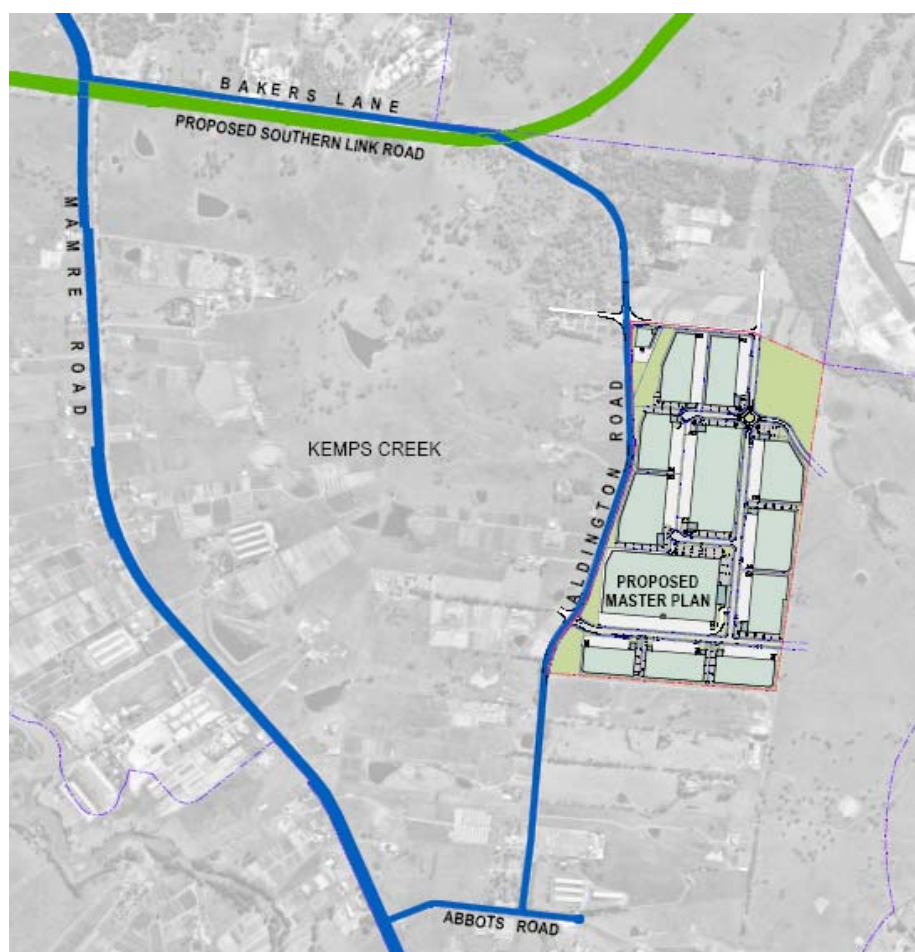 BAKERS LANE
PROPOSED SOUTHERN LINK ROAD
MAMRE ROAD
ALDINGTON ROAD
KEMPS CREEK
PROPOSED
MASTER PLAN
ABBOTS ROAD